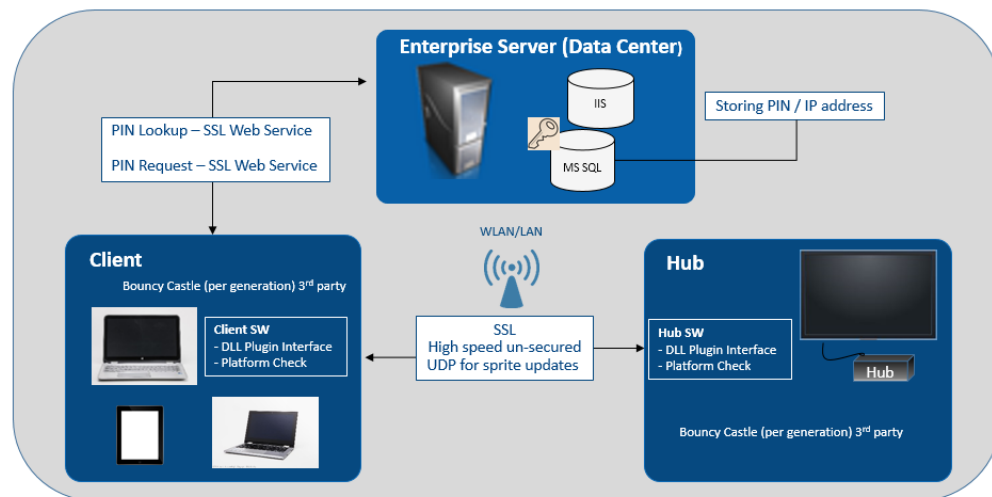 Enterprise Server (Data Center)
IIS
MS SQL
Storing PIN / IP address
PIN Lookup – SSL Web Service
PIN Request – SSL Web Service
WLAN/LAN
Client
Bouncy Castle (per generation) 3rd party
Client SW
- DLL Plugin Interface
- Platform Check
SSL
High speed un-secured
UDP for sprite updates
Hub
Hub SW
- DLL Plugin Interface
- Platform Check
Hub
Bouncy Castle (per generation) 3rd party